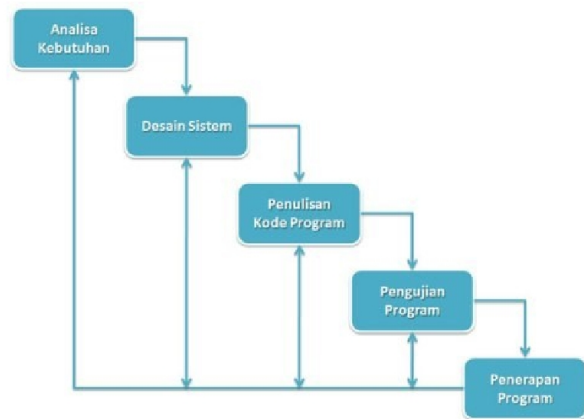 Analisa
Kebutuhan
Desain Sistem
Penulisan
Kode Program
Pengujian
Program
Penerapan
Program